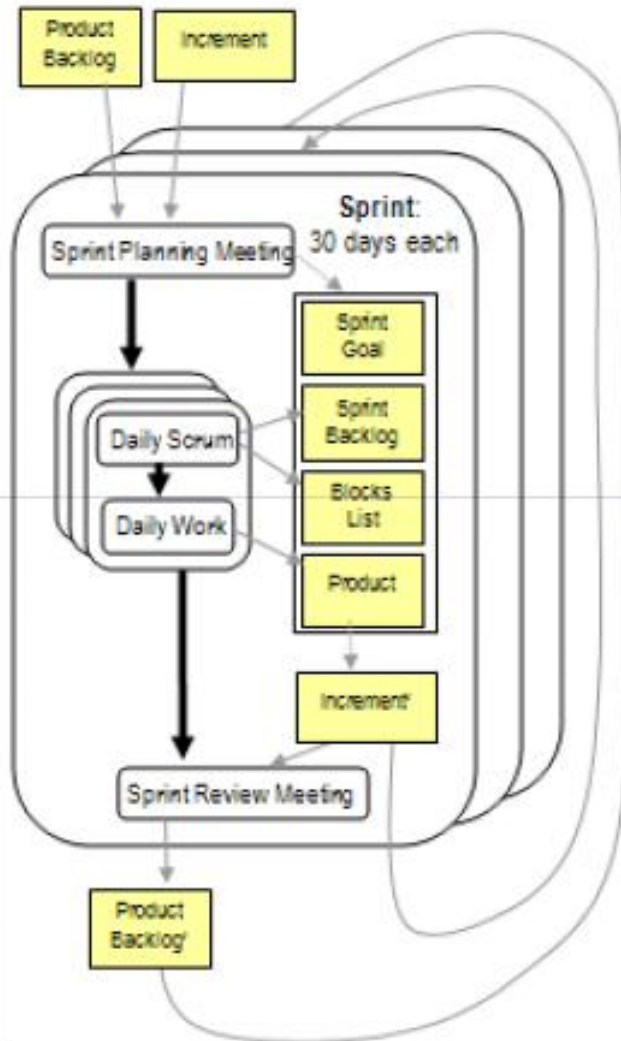 Product
Backlog
Increment
Sprint:
30 days each
Sprint Planning Meeting
Sprint
Goal
Daily Scrum
Sprint
Backlog
Blocks
List
Daily Work
Product
Increment'
Sprint Review Meeting
Product
Backlog'